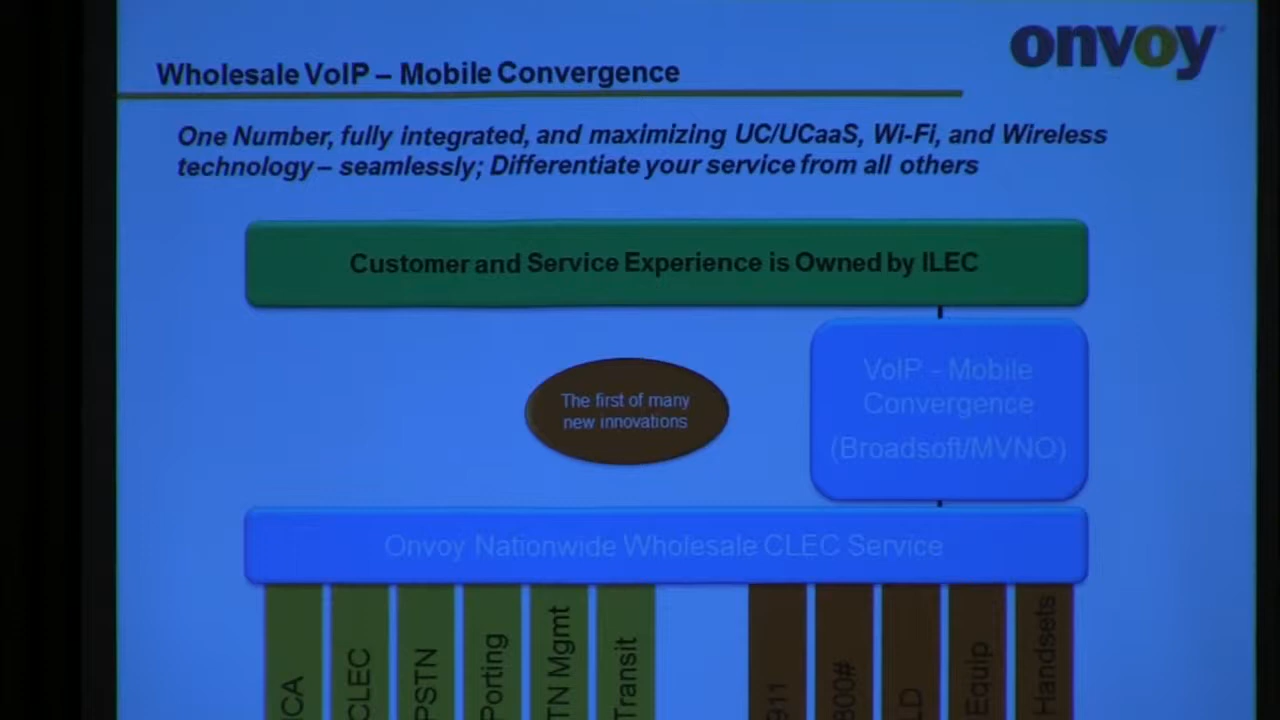 onvoy
Wholesale VoIP – Mobile Convergence
One Number, fully integrated, and maximizing UC/UCaaS, Wi-Fi, and Wireless
technology – seamlessly; Differentiate your service from all others
Customer and Service Experience is Owned by ILEC
The first of many
new innovations
VoIP - Mobile
Convergence
(Broadsoft/MVNO)
Onvoy Nationwide Wholesale CLEC Service
ICA
CLEC
PSTN
Porting
TN Mgmt
Transit
911
800#
LD
Equip
Handsets